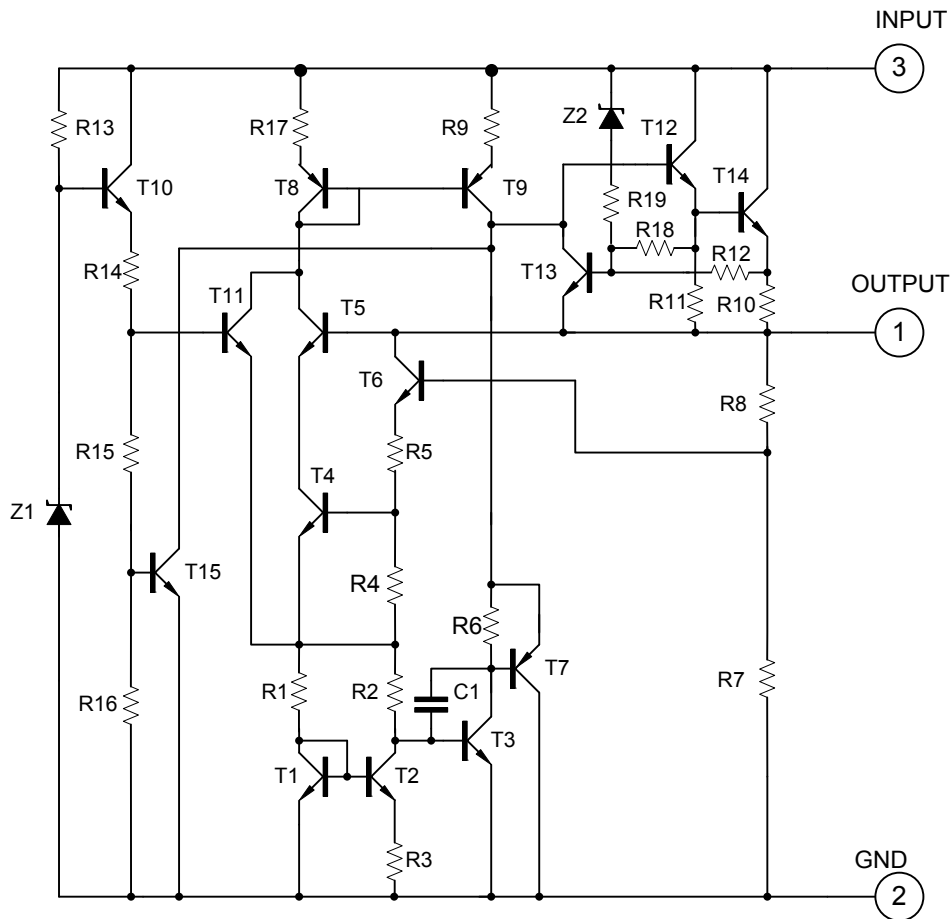 INPUT
3
R13
R17
R9
Z2
T12
T10
T8
T9
T14
R19
R18
R12
R14
T13
T11
T5
R11
R10
OUTPUT
1
T6
R8
R15
R5
T4
Z1
T15
R4
R6
T7
R16
R1
R2
C1
R7
T3
T1
T2
R3
GND
2